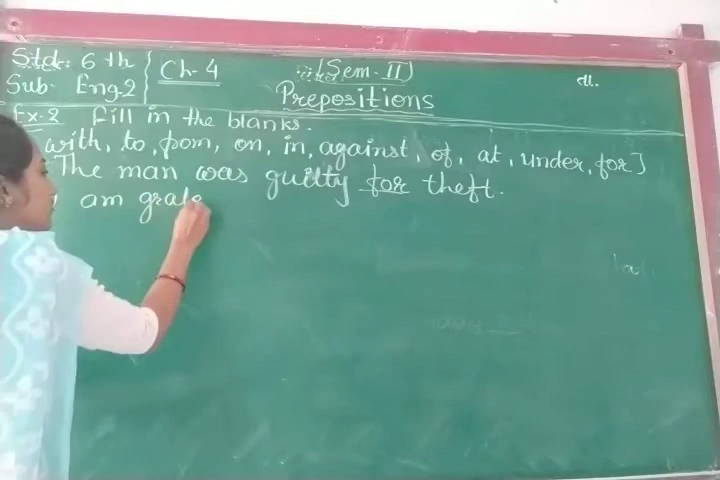 Std: 6 th
Sub- Eng-2
Ch-4
(Sem-II)
Prepositions
Ex-2 Fill in the blanks.
with, to, from, on, in, against, of, at, under, for]
The man was guilty for theft.
am grate